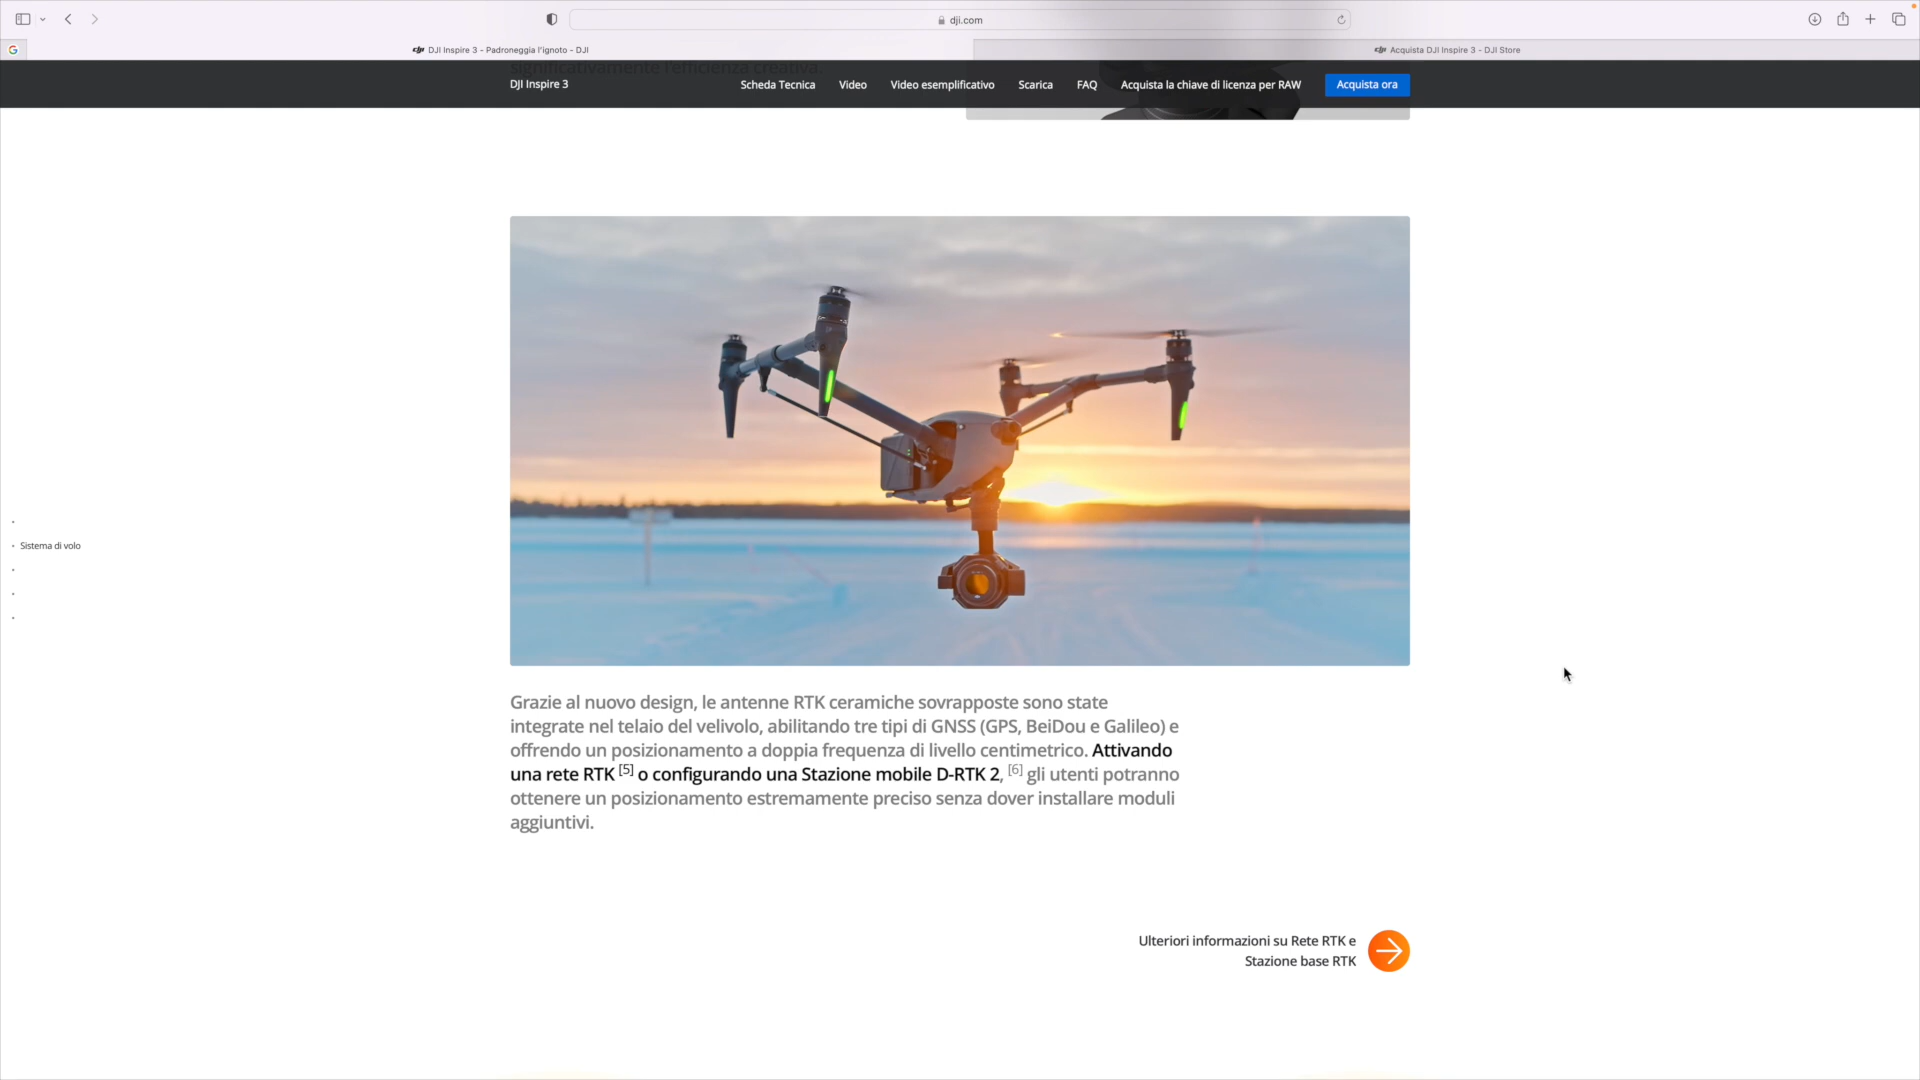 dji.com
DJI Inspire 3 - Padroneggia l'ignoto - DJI
Acquista DJI Inspire 3 - DJI Store
significativamente l'efficienza creativa.
DJI Inspire 3
Scheda Tecnica
Video
Video esemplificativo
Scarica
FAQ
Acquista la chiave di licenza per RAW
Acquista ora
Sistema di volo
Grazie al nuovo design, le antenne RTK ceramiche sovrapposte sono state
integrate nel telaio del velivolo, abilitando tre tipi di GNSS (GPS, BeiDou e Galileo) e
offrendo un posizionamento a doppia frequenza di livello centimetrico. Attivando
una rete RTK [5] o configurando una Stazione mobile D-RTK 2, [6] gli utenti potranno
ottenere un posizionamento estremamente preciso senza dover installare moduli
aggiuntivi.
Ulteriori informazioni su Rete RTK e
Stazione base RTK